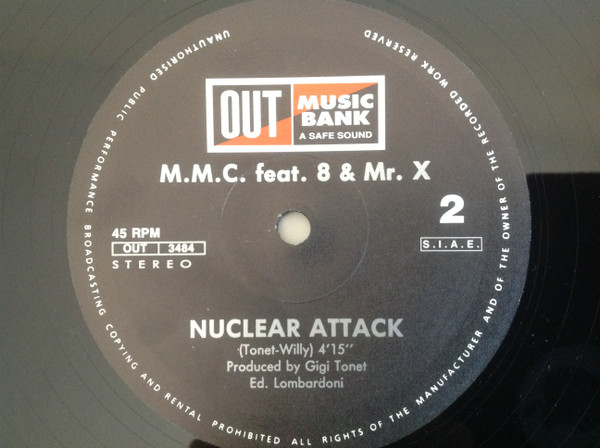 UNAUTHORISED PUBLIC PERFORMANCE BROADCASTING COPYING AND RENTAL PROHIBITED ALL RIGHTS OF THE MANUFACTURER AND OF THE OWNER OF THE RECORDED WORK RESERVED
OUT MUSIC BANK
A SAFE SOUND
M.M.C. feat. 8 & Mr. X
2
45 RPM
OUT 3484
S.I.A.E.
STEREO
NUCLEAR ATTACK
(Tonet-Willy) 4'15''
Produced by Gigi Tonet
Ed. Lombardoni